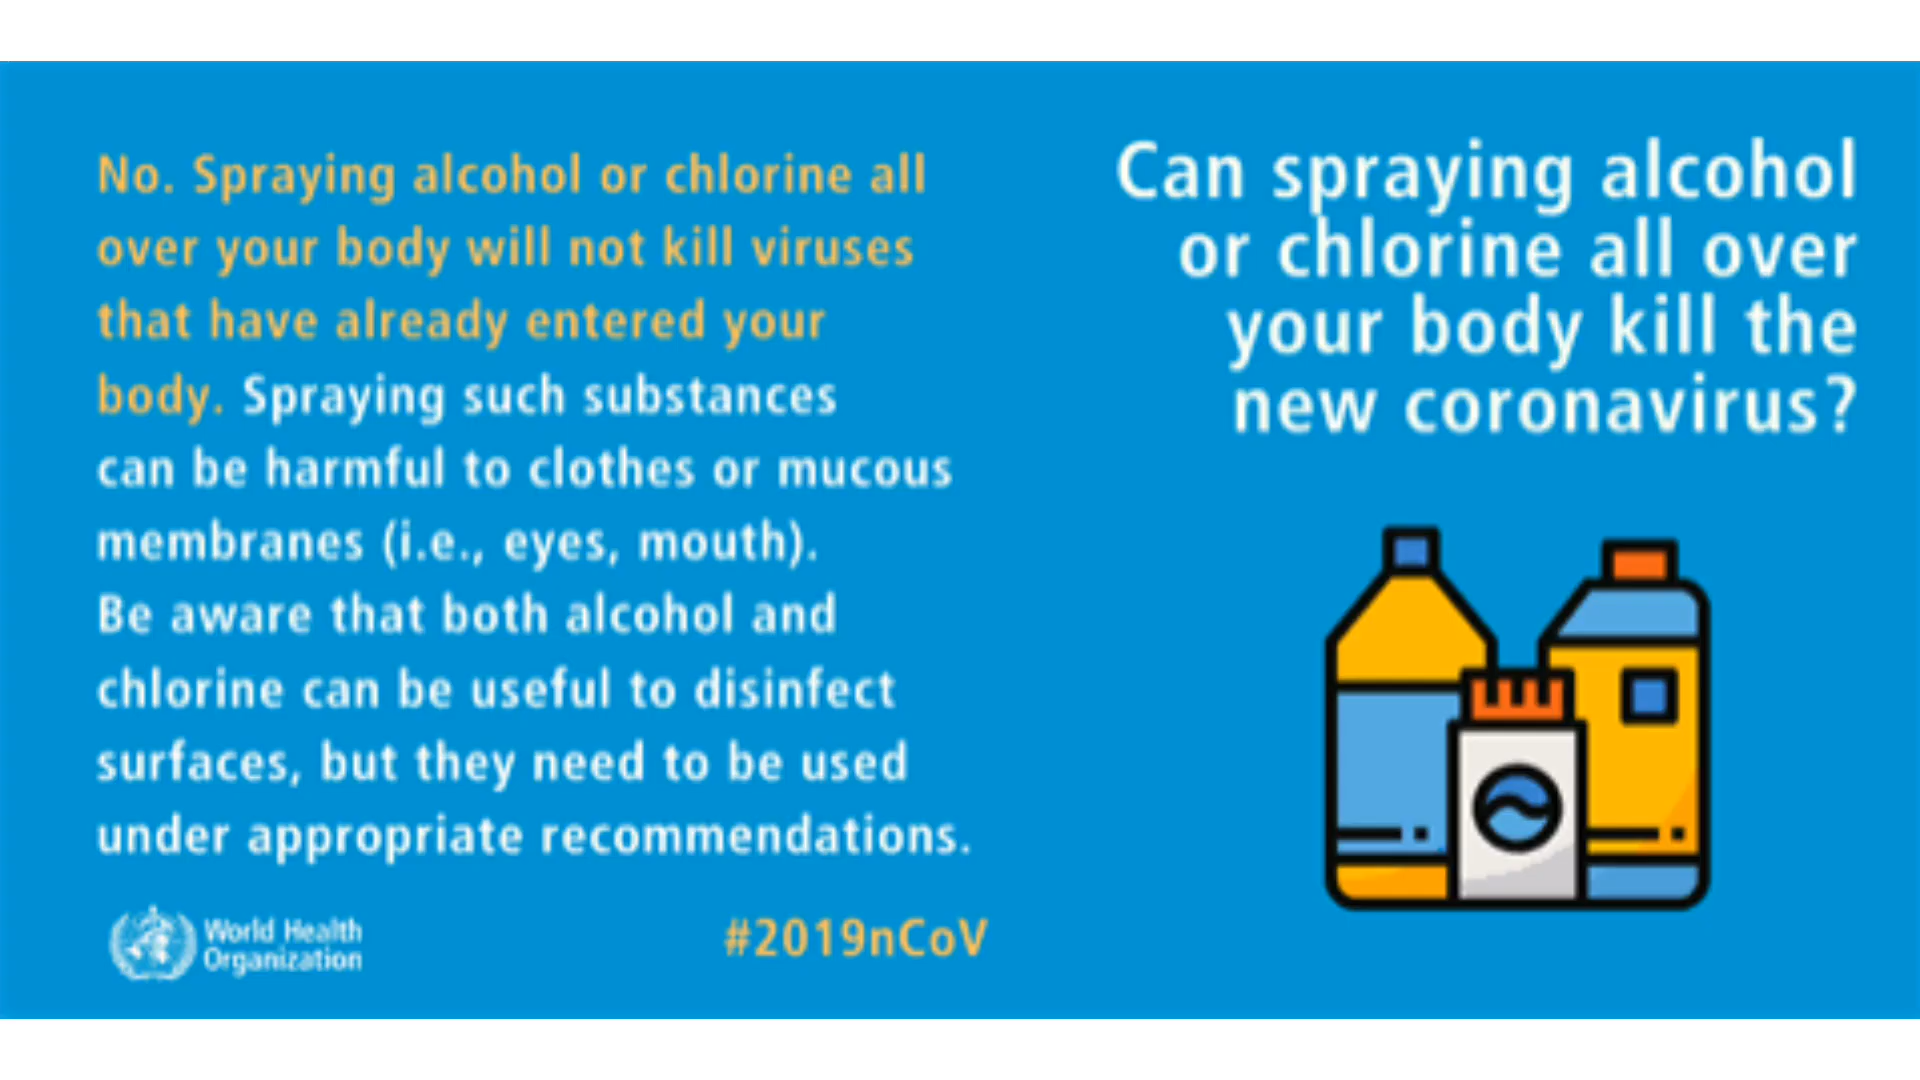 Can spraying alcohol
or chlorine all over
your body kill the
new coronavirus?
No. Spraying alcohol or chlorine all
over your body will not kill viruses
that have already entered your
body. Spraying such substances
can be harmful to clothes or mucous
membranes (i.e., eyes, mouth).
Be aware that both alcohol and
chlorine can be useful to disinfect
surfaces, but they need to be used
under appropriate recommendations.
World Health
Organization
#2019nCoV